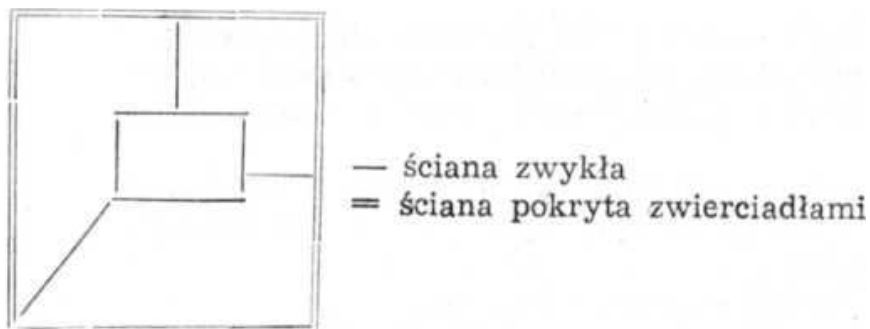 — ściana zwykła
= ściana pokryta zwierciadłami